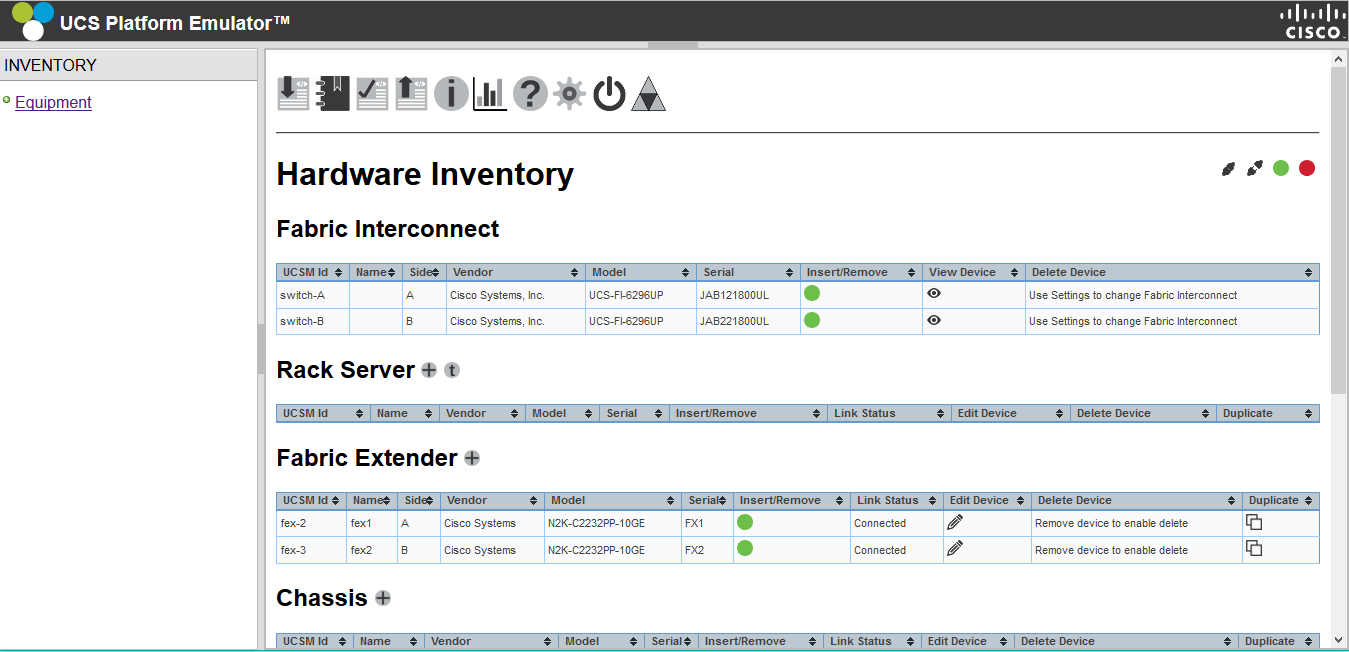 UCS Platform Emulator™
CISCO
INVENTORY
Equipment
Hardware Inventory
Fabric Interconnect
UCSM Id Name Side Vendor Model Serial Insert/Remove View Device Delete Device
switch-A A Cisco Systems, Inc. UCS-FI-6296UP JAB121800UL Use Settings to change Fabric Interconnect
switch-B B Cisco Systems, Inc. UCS-FI-6296UP JAB221800UL Use Settings to change Fabric Interconnect
Rack Server + t
UCSM Id Name Vendor Model Serial Insert/Remove Link Status Edit Device Delete Device Duplicate
Fabric Extender +
UCSM Id Name Side Vendor Model Serial Insert/Remove Link Status Edit Device Delete Device Duplicate
fex-2 fex1 A Cisco Systems N2K-C2232PP-10GE FX1 Connected Remove device to enable delete
fex-3 fex2 B Cisco Systems N2K-C2232PP-10GE FX2 Connected Remove device to enable delete
Chassis +
UCSM Id Name Vendor Model Serial Insert/Remove Link Status Edit Device Delete Device Duplicate